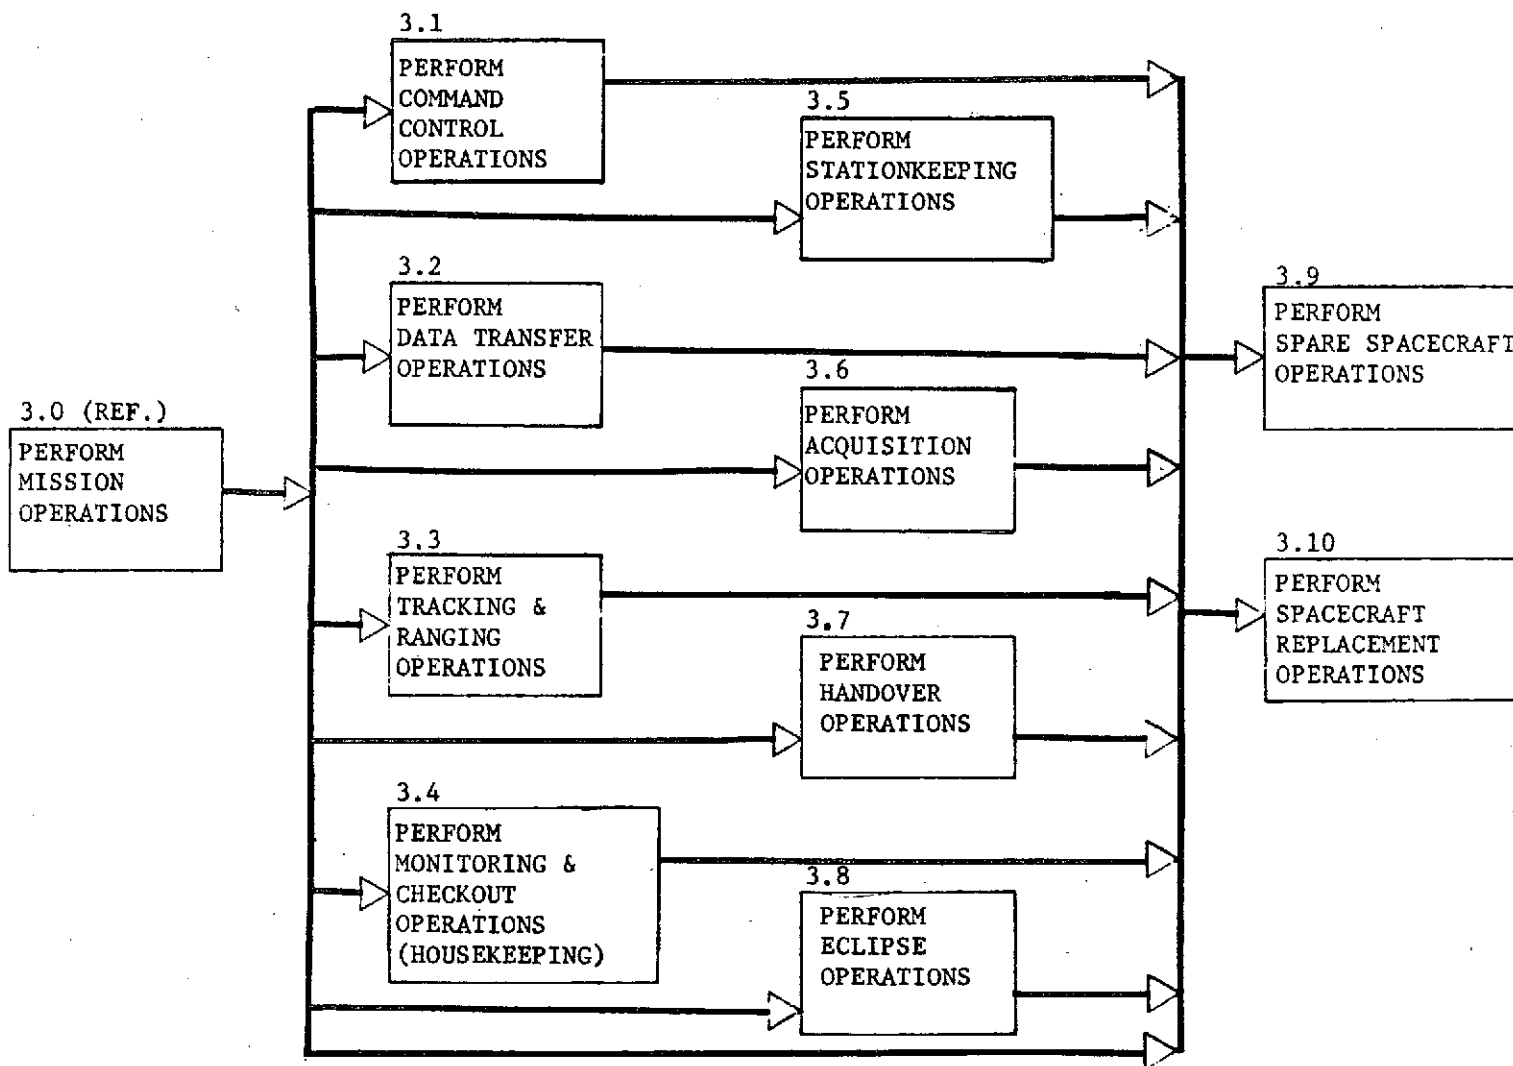 3.0 (REF.)
PERFORM
MISSION
OPERATIONS
3.1
PERFORM
COMMAND
CONTROL
OPERATIONS
3.2
PERFORM
DATA TRANSFER
OPERATIONS
3.3
PERFORM
TRACKING &
RANGING
OPERATIONS
3.4
PERFORM
MONITORING &
CHECKOUT
OPERATIONS
(HOUSEKEEPING)
3.5
PERFORM
STATIONKEEPING
OPERATIONS
3.6
PERFORM
ACQUISITION
OPERATIONS
3.7
PERFORM
HANDOVER
OPERATIONS
3.8
PERFORM
ECLIPSE
OPERATIONS
3.9
PERFORM
SPARE SPACECRAFT
OPERATIONS
3.10
PERFORM
SPACECRAFT
REPLACEMENT
OPERATIONS